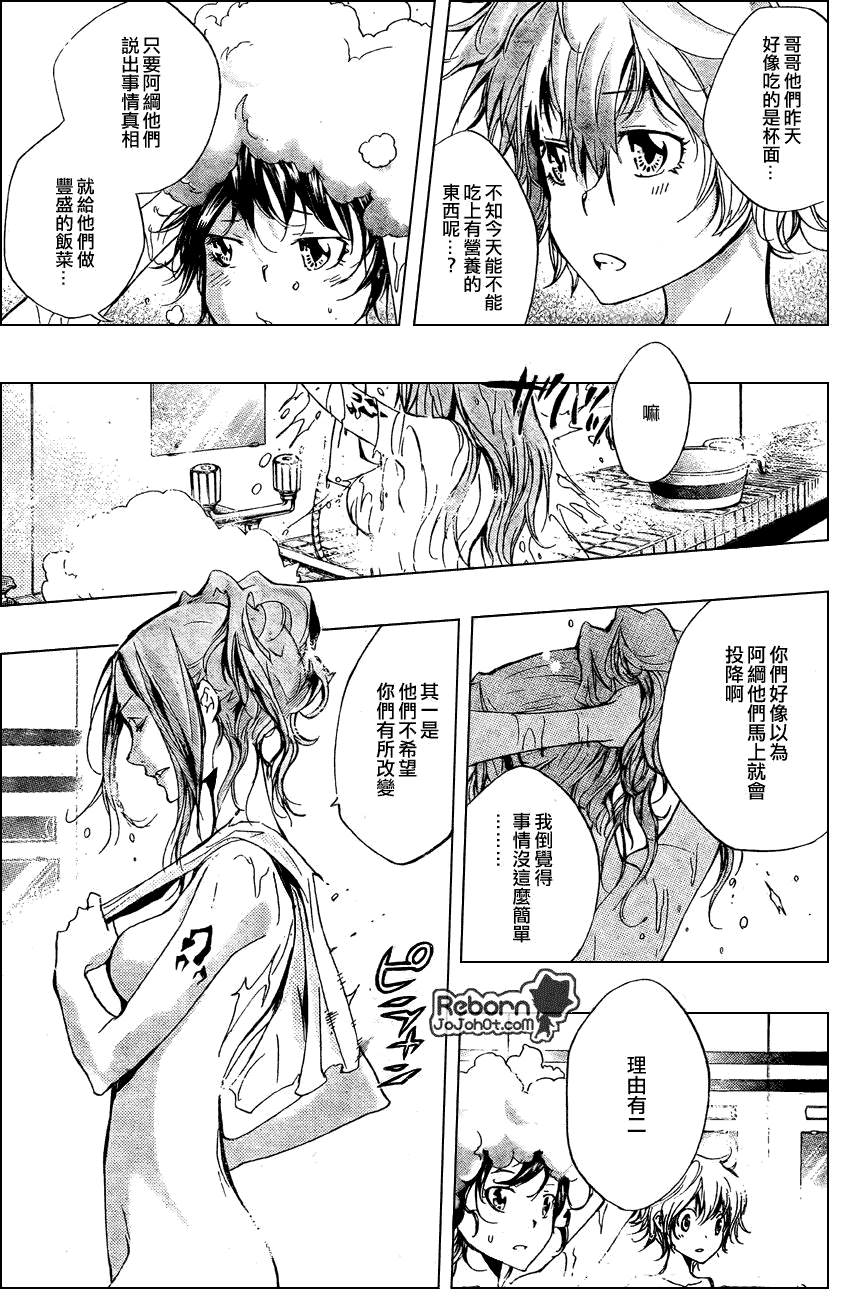 哥哥他們昨天
好像吃的是杯面…
不知今天能不能
吃上有營養的
東西呢…？
只要阿綱他們
説出事情真相
就給他們做
豐盛的飯菜…
嘛
你們好像以為
阿綱他們馬上就會
投降啊
我倒覺得
事情沒這麼簡單
………
理由有二
其一是
他們不希望
你們有所改變
Reborn
JoJoHot.com